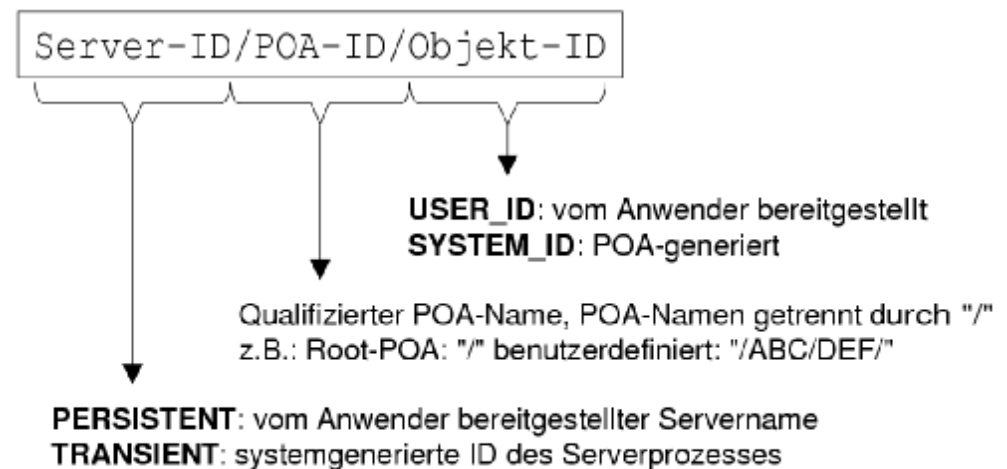 Server-ID/POA-ID/Objekt-ID
USER_ID: vom Anwender bereitgestellt
SYSTEM_ID: POA-generiert
Qualifizierter POA-Name, POA-Namen getrennt durch "/"
z.B.: Root-POA: "/" benutzerdefiniert: "/ABC/DEF/"
PERSISTENT: vom Anwender bereitgestellter Servername
TRANSIENT: systemgenerierte ID des Serverprozesses